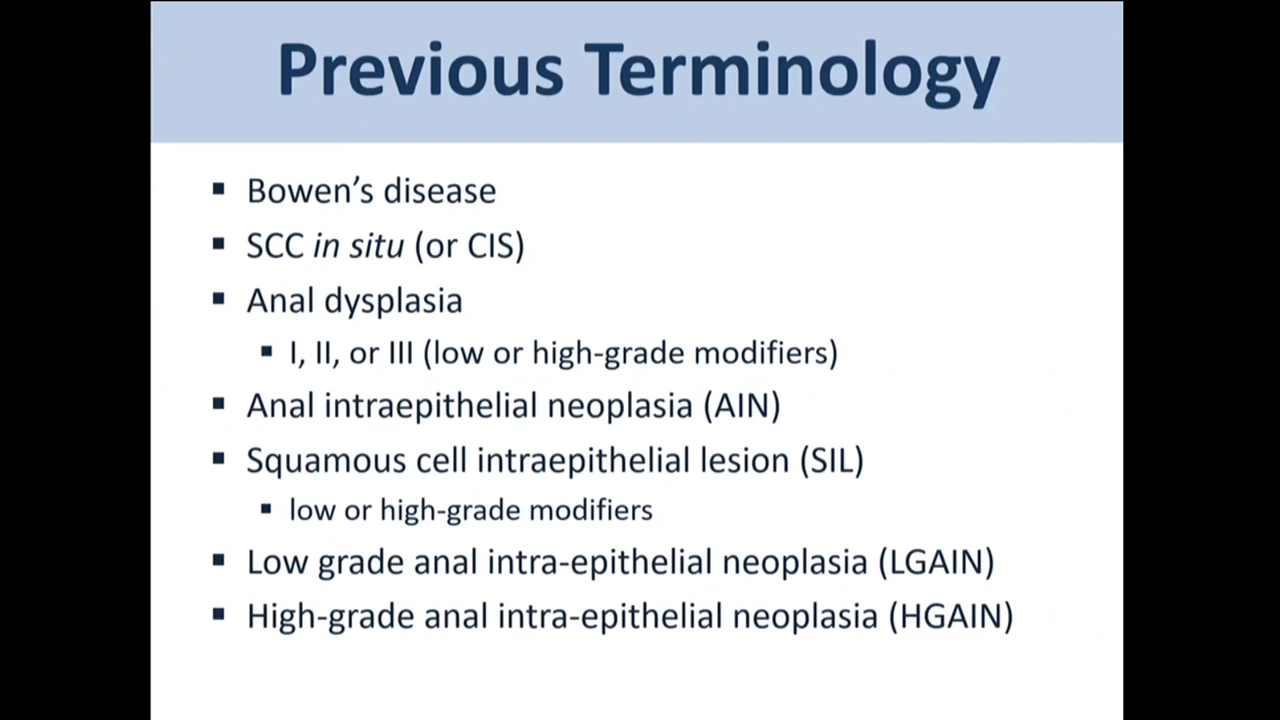 Previous Terminology
▪ Bowen’s disease
▪ SCC in situ (or CIS)
▪ Anal dysplasia
▪ I, II, or III (low or high-grade modifiers)
▪ Anal intraepithelial neoplasia (AIN)
▪ Squamous cell intraepithelial lesion (SIL)
▪ low or high-grade modifiers
▪ Low grade anal intra-epithelial neoplasia (LGAIN)
▪ High-grade anal intra-epithelial neoplasia (HGAIN)